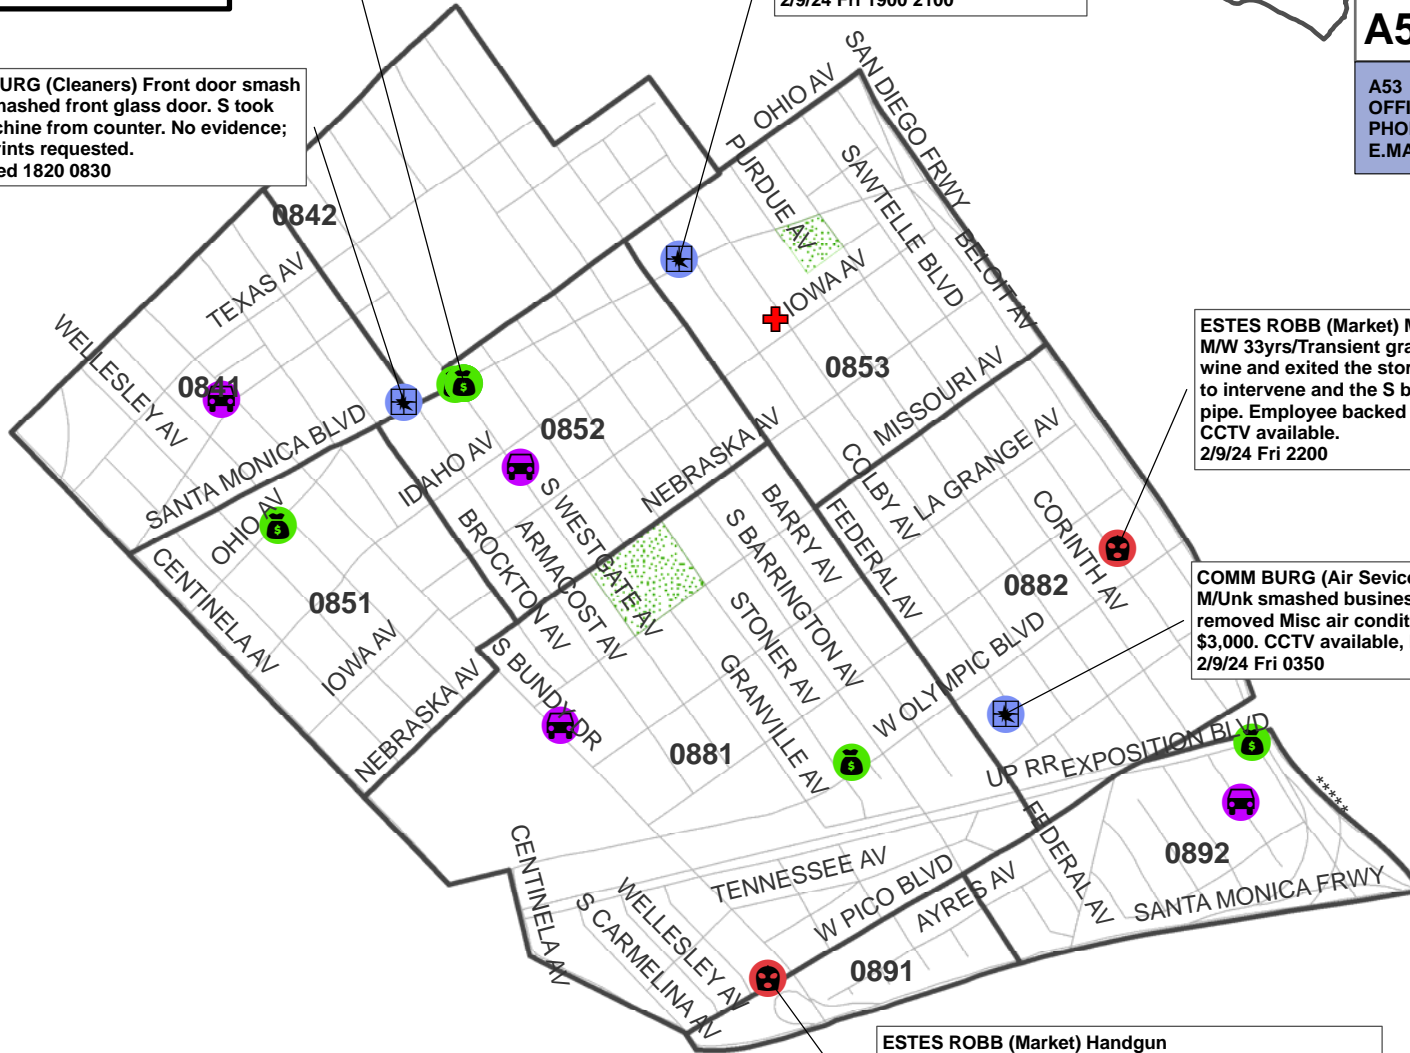 2/9/24 Fri 1900 2100
A5
A53
OFFI
PHO
E.MA
URG (Cleaners) Front door smash
mashed front glass door. S took
chine from counter. No evidence;
ints requested.
ed 1820 0830
SAN DIEGO FRWY
OHIO AV
PURDUE AV
SAWTELLE BLVD
BELOIT AV
0842
TEXAS AV
IOWA AV
WELLESLEY AV
0841
0853
MISSOURI AV
ESTES ROBB (Market) M
M/W 33yrs/Transient gra
wine and exited the stor
to intervene and the S b
pipe. Employee backed
CCTV available.
2/9/24 Fri 2200
SANTA MONICA BLVD
0852
IDAHO AV
NEBRASKA AV
COLBY AV
LA GRANGE AV
OHIO AV
S WESTGATE AV
BARRY AV
FEDERAL AV
CORINTH AV
CENTINELA AV
BROCKTON AV
ARMACOST AV
S BARRINGTON AV
0851
0882
COMM BURG (Air Sevice
M/Unk smashed busines
removed Misc air condit
$3,000. CCTV available,
2/9/24 Fri 0350
IOWA AV
STONER AV
W OLYMPIC BLVD
NEBRASKA AV
S BUNDY DR
GRANVILLE AV
0881
UP RR
EXPOSITION BLVD
*****
CENTINELA AV
TENNESSEE AV
FEDERAL AV
0892
WELLESLEY AV
S CARMELINA AV
W PICO BLVD
AYRES AV
SANTA MONICA FRWY
0891
ESTES ROBB (Market) Handgun